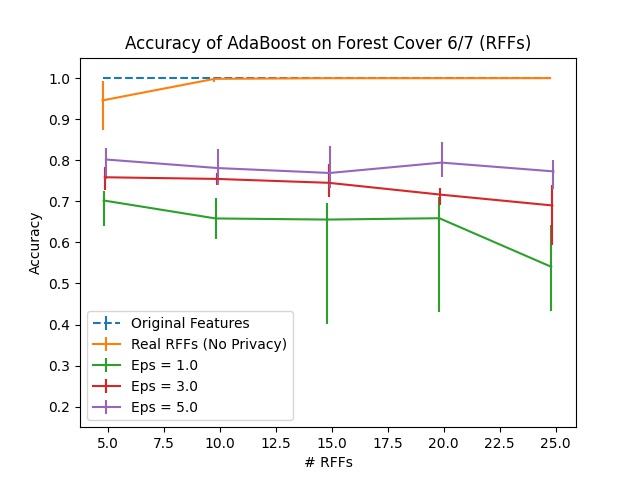 Accuracy of AdaBoost on Forest Cover 6/7 (RFFs)
1.0
0.9
0.8
0.7
0.6
0.5
0.4
0.3
0.2
Accuracy
Original Features
Real RFFs (No Privacy)
Eps = 1.0
Eps = 3.0
Eps = 5.0
5.0 7.5 10.0 12.5 15.0 17.5 20.0 22.5 25.0
# RFFs